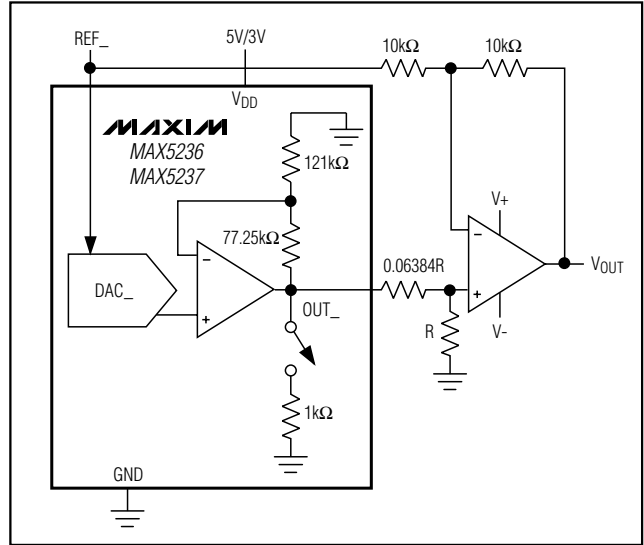 REF_
5V/3V
10kΩ
10kΩ
VDD
MAXIM
MAX5236
MAX5237
121kΩ
77.25kΩ
V+
−
−
0.06384R
VOUT
DAC_
+
OUT_
+
V-
R
1kΩ
GND